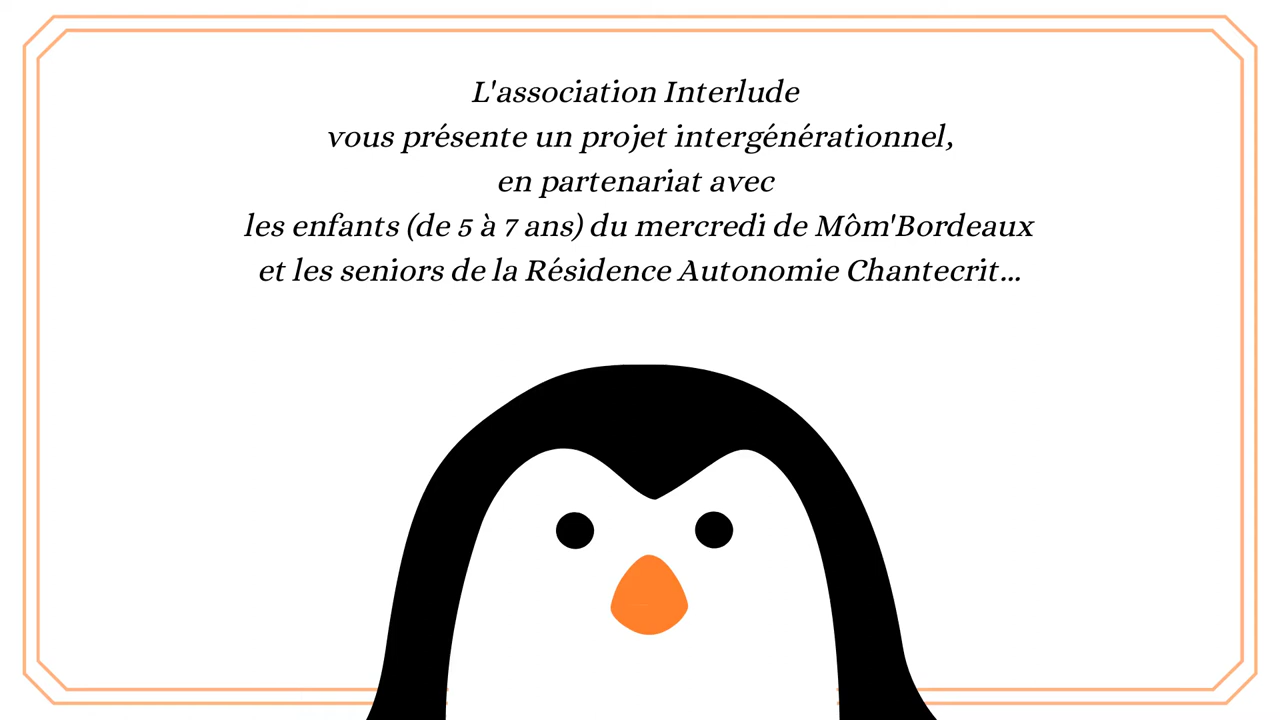 L'association Interlude
vous présente un projet intergénérationnel,
en partenariat avec
les enfants (de 5 à 7 ans) du mercredi de Môm'Bordeaux
et les seniors de la Résidence Autonomie Chantecrit...